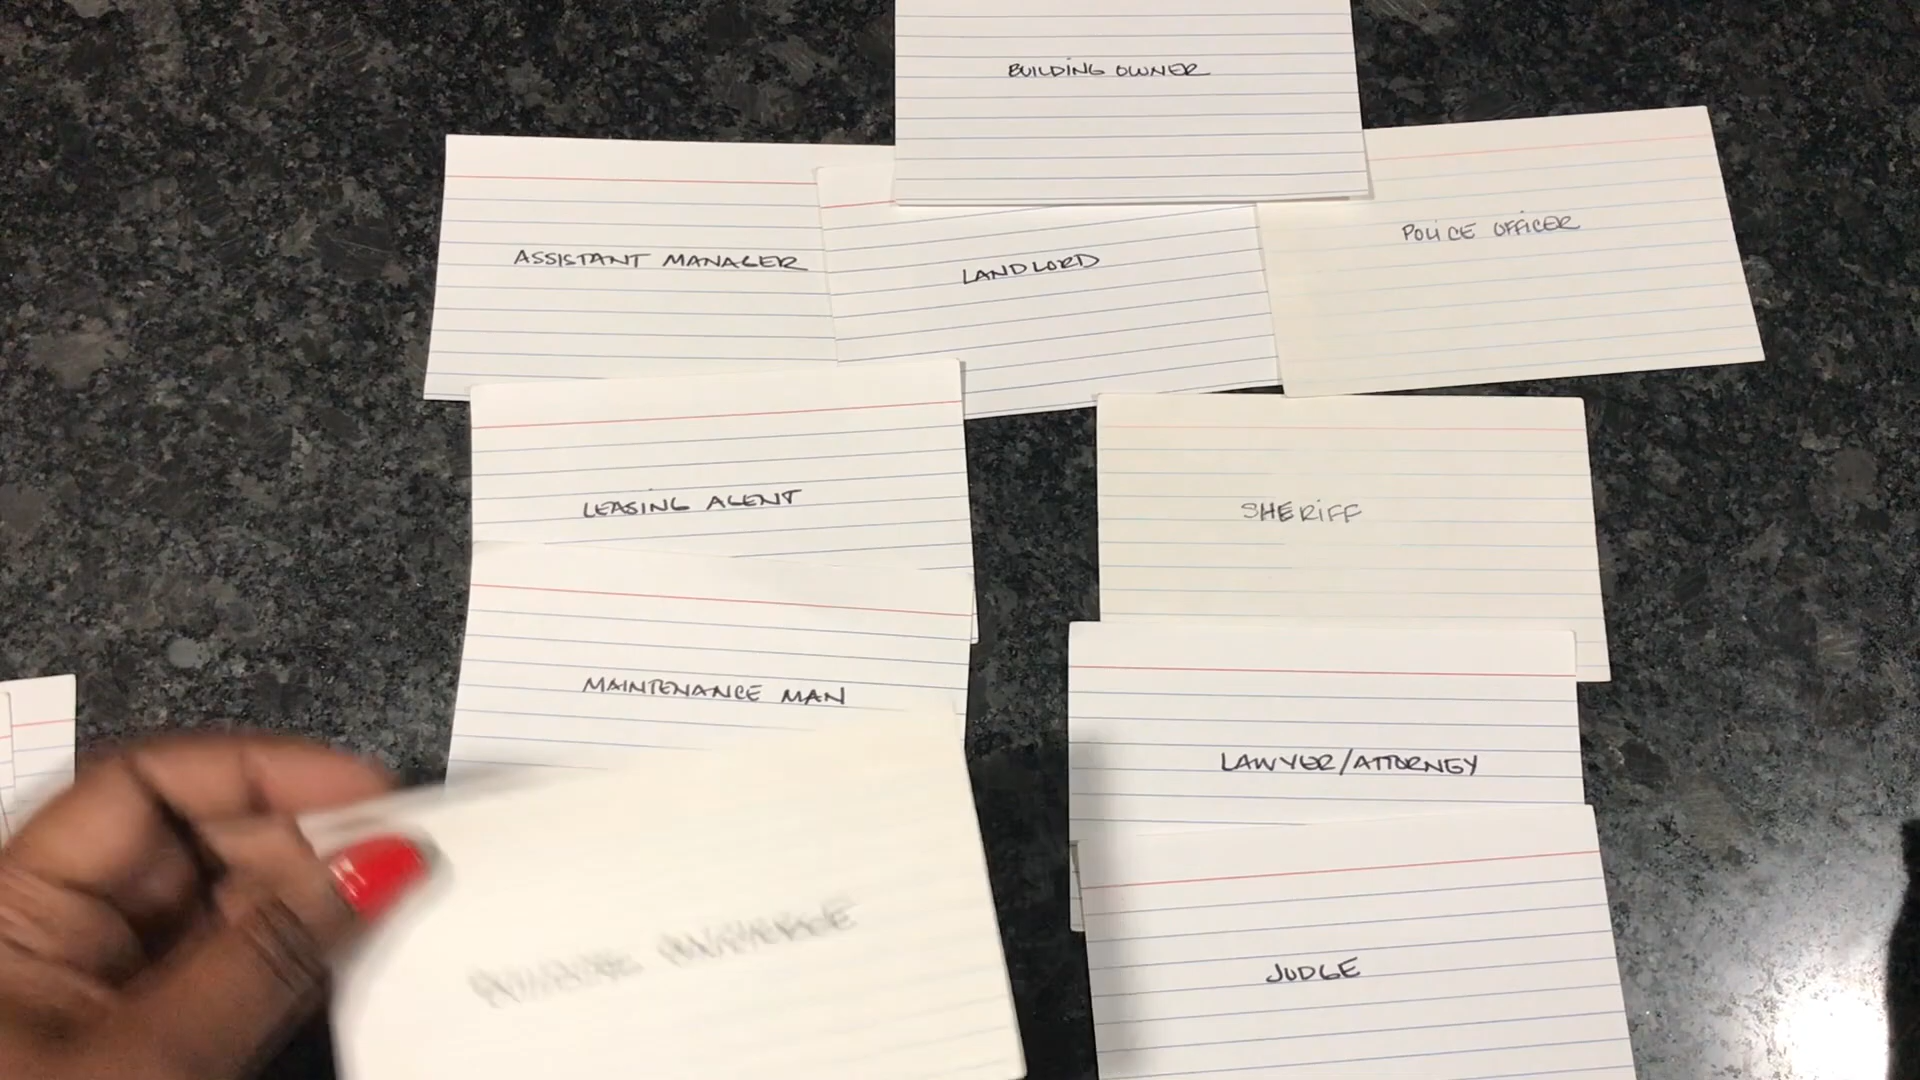 BUILDING OWNER
ASSISTANT MANAGER
LANDLORD
POLICE OFFICER
LEASING AGENT
SHERIFF
MAINTENANCE MAN
LAWYER/ATTORNEY
JUDGE